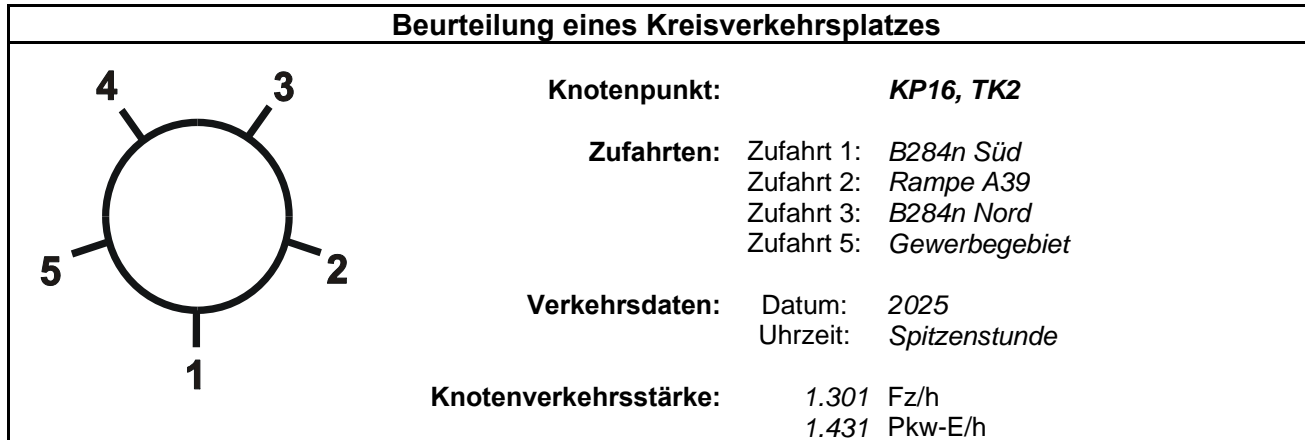 Beurteilung eines Kreisverkehrsplatzes
4 3
5 2
1
Knotenpunkt: KP16, TK2
Zufahrten: Zufahrt 1: B284n Süd
Zufahrt 2: Rampe A39
Zufahrt 3: B284n Nord
Zufahrt 5: Gewerbegebiet
Verkehrsdaten: Datum: 2025
Uhrzeit: Spitzenstunde
Knotenverkehrsstärke: 1.301 Fz/h
1.431 Pkw-E/h